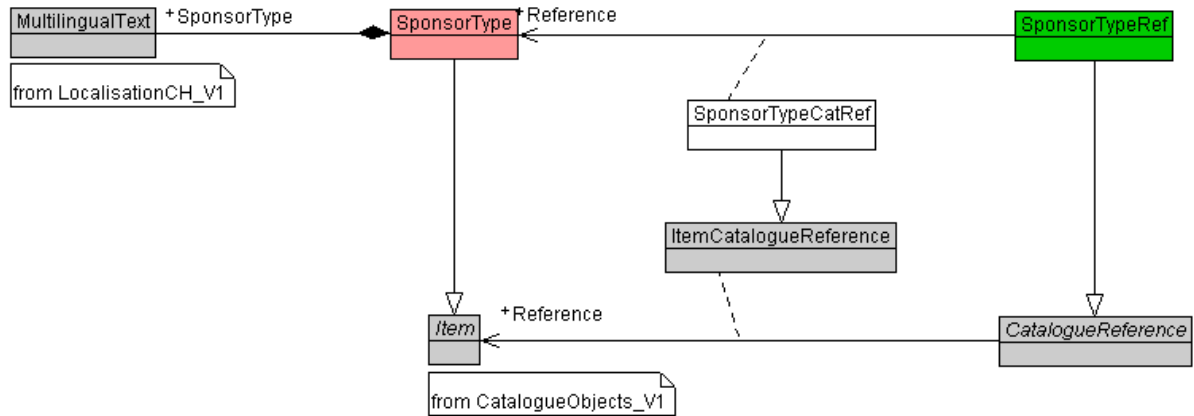 MultilingualText
+SponsorType
SponsorType
+Reference
SponsorTypeRef
from LocalisationCH_V1
SponsorTypeCatRef
ItemCatalogueReference
Item
+Reference
CatalogueReference
from CatalogueObjects_V1